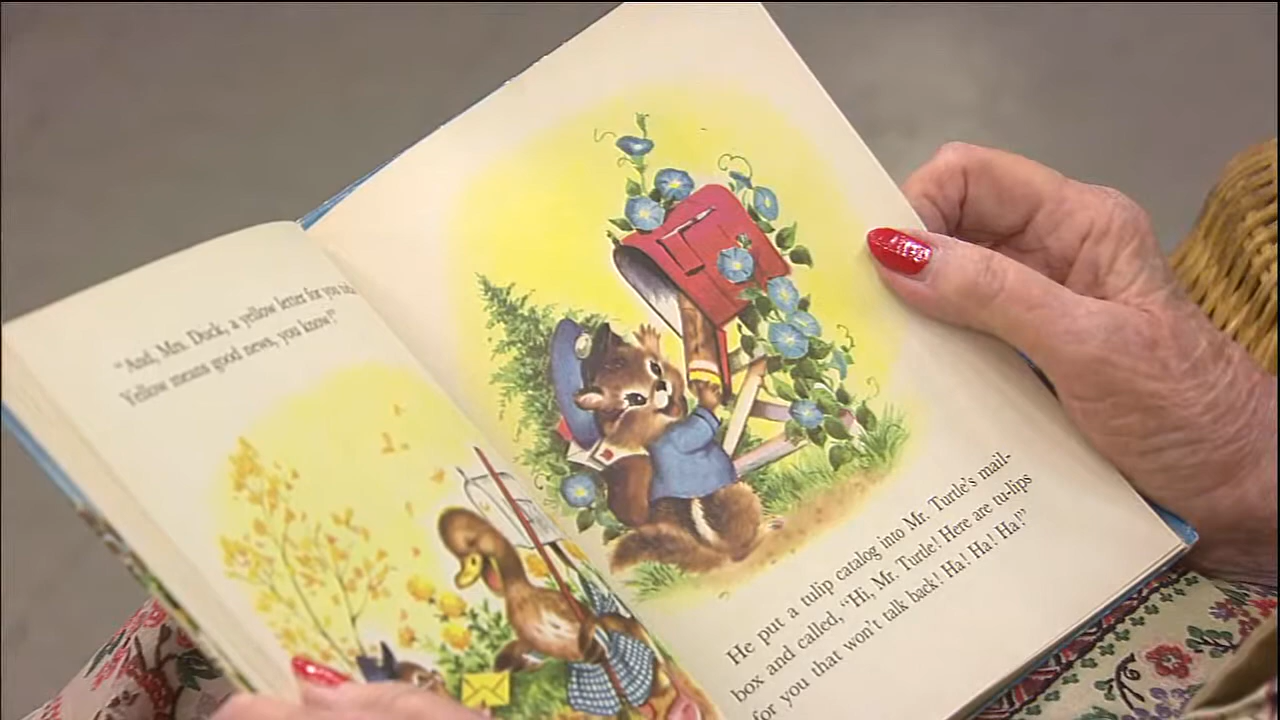 "And, Mrs. Duck, a yellow letter for you
Yellow means good news, you know!"
He put a tulip catalog into Mr. Turtle's mail-
box and called, "Hi, Mr. Turtle! Here are tu-lips
for you that won't talk back! Ha! Ha! Ha!"